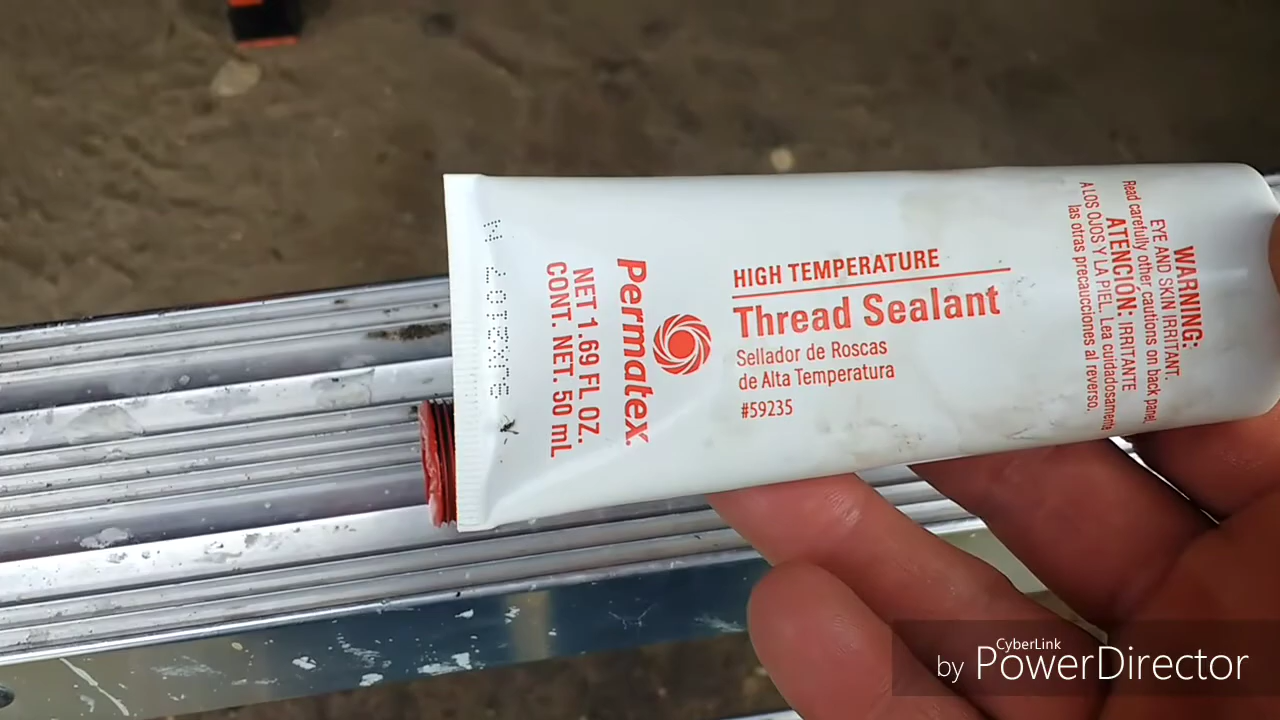 HIGH TEMPERATURE
Thread Sealant
Sellador de Roscas
de Alta Temperatura
#59235
Permatex
NET 1.69 FL OZ.
CONT. NET. 50 mL
WARNING:
EYE AND SKIN IRRITANT.
Read carefully other cautions on back panel.
ATENCIÓN: IRRITANTE
A LOS OJOS Y LA PIEL. Lea cuidadosamente
las otras precauciones al reverso.
by CyberLink
PowerDirector